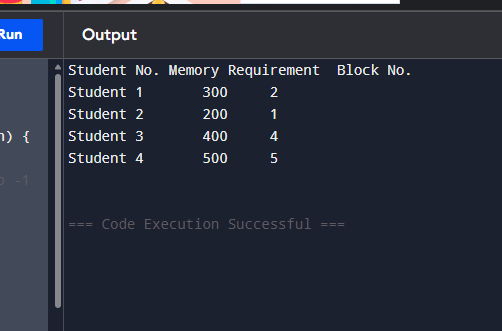 Run
Output
Student No. Memory Requirement  Block No.
Student 1       300     2
Student 2       200     1
Student 3       400     4
Student 4       500     5
) {
-1
=== Code Execution Successful ===